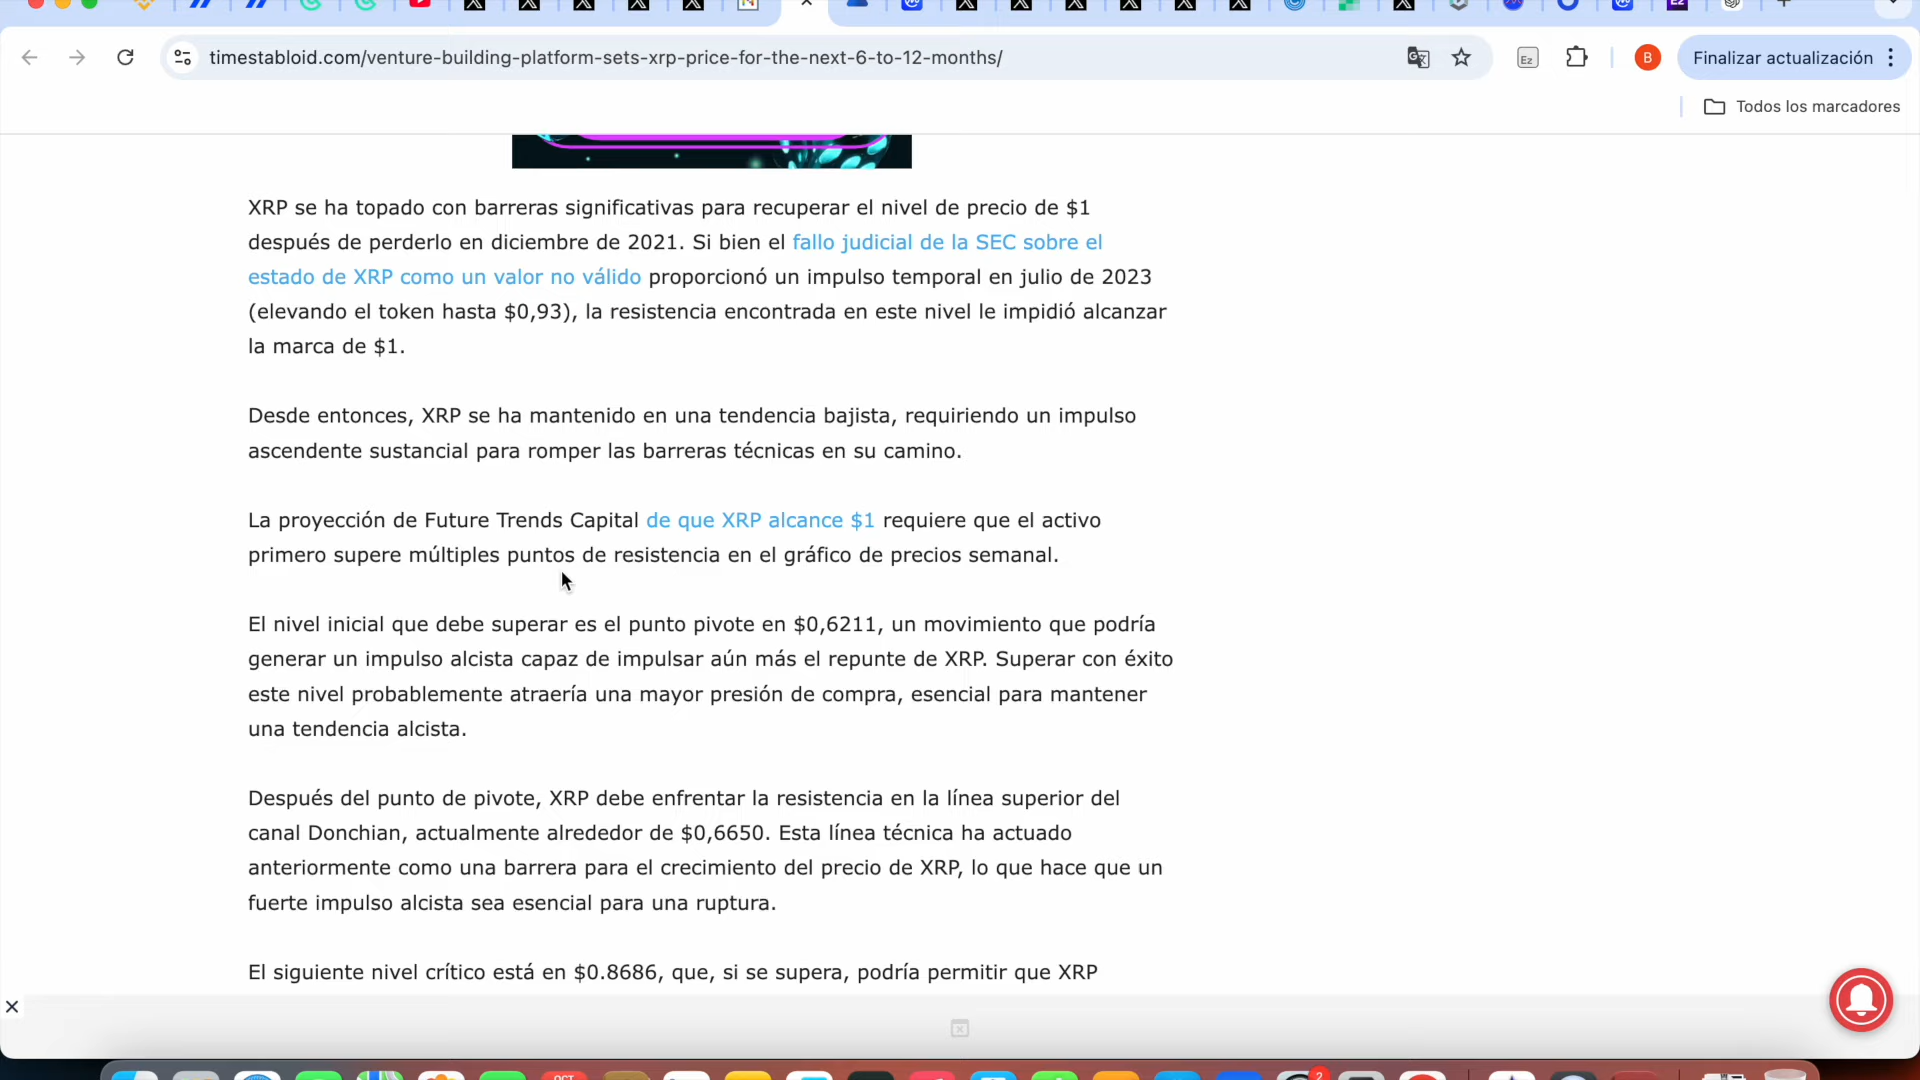 timestabloid.com/venture-building-platform-sets-xrp-price-for-the-next-6-to-12-months/
Ez
B
Finalizar actualización
Todos los marcadores
XRP se ha topado con barreras significativas para recuperar el nivel de precio de $1
después de perderlo en diciembre de 2021. Si bien el fallo judicial de la SEC sobre el
estado de XRP como un valor no válido proporcionó un impulso temporal en julio de 2023
(elevando el token hasta $0,93), la resistencia encontrada en este nivel le impidió alcanzar
la marca de $1.
Desde entonces, XRP se ha mantenido en una tendencia bajista, requiriendo un impulso
ascendente sustancial para romper las barreras técnicas en su camino.
La proyección de Future Trends Capital de que XRP alcance $1 requiere que el activo
primero supere múltiples puntos de resistencia en el gráfico de precios semanal.
El nivel inicial que debe superar es el punto pivote en $0,6211, un movimiento que podría
generar un impulso alcista capaz de impulsar aún más el repunte de XRP. Superar con éxito
este nivel probablemente atraería una mayor presión de compra, esencial para mantener
una tendencia alcista.
Después del punto de pivote, XRP debe enfrentar la resistencia en la línea superior del
canal Donchian, actualmente alrededor de $0,6650. Esta línea técnica ha actuado
anteriormente como una barrera para el crecimiento del precio de XRP, lo que hace que un
fuerte impulso alcista sea esencial para una ruptura.
El siguiente nivel crítico está en $0.8686, que, si se supera, podría permitir que XRP
OCT
2